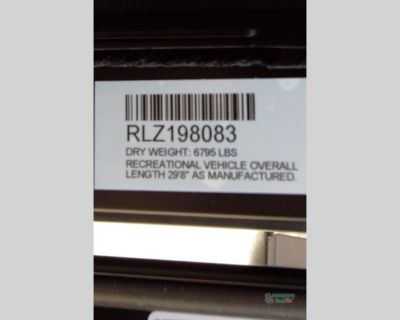 RLZ198083
DRY WEIGHT: 6795 LBS
RECREATIONAL VEHICLE OVERALL
LENGTH 29'8" AS MANUFACTURED.